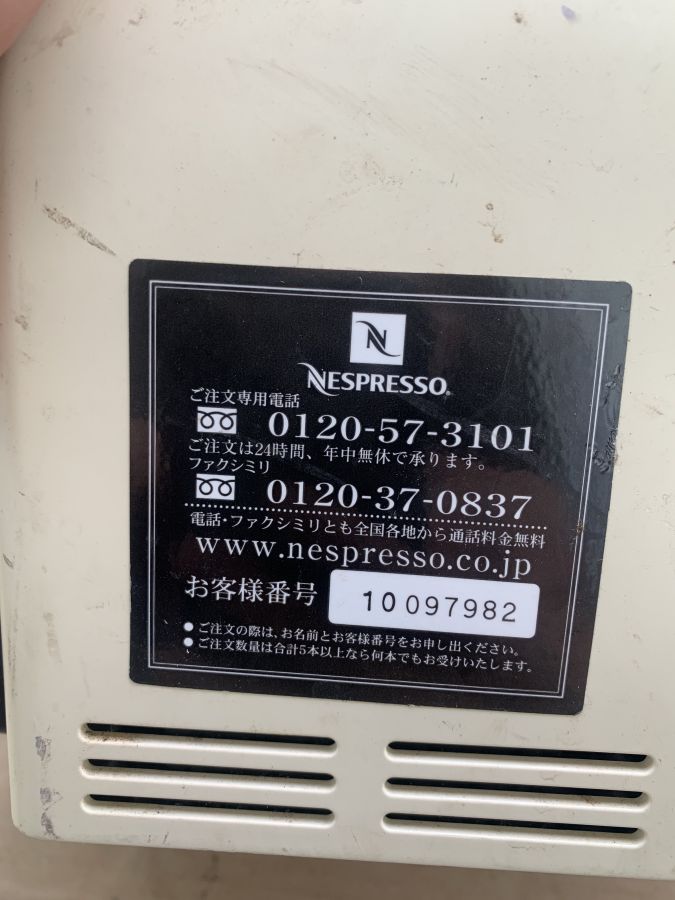 N
NESPRESSO.
ご注文専用電話
0120-57-3101
ご注文は24時間、年中無休で承ります。
ファクシミリ
0120-37-0837
電話・ファクシミリとも全国各地から通話料金無料
www.nespresso.co.jp
お客様番号 10 097982
●ご注文の際は、お名前とお客様番号をお申し出ください。
●ご注文数量は合計5本以上なら何本でもお受けいたします。